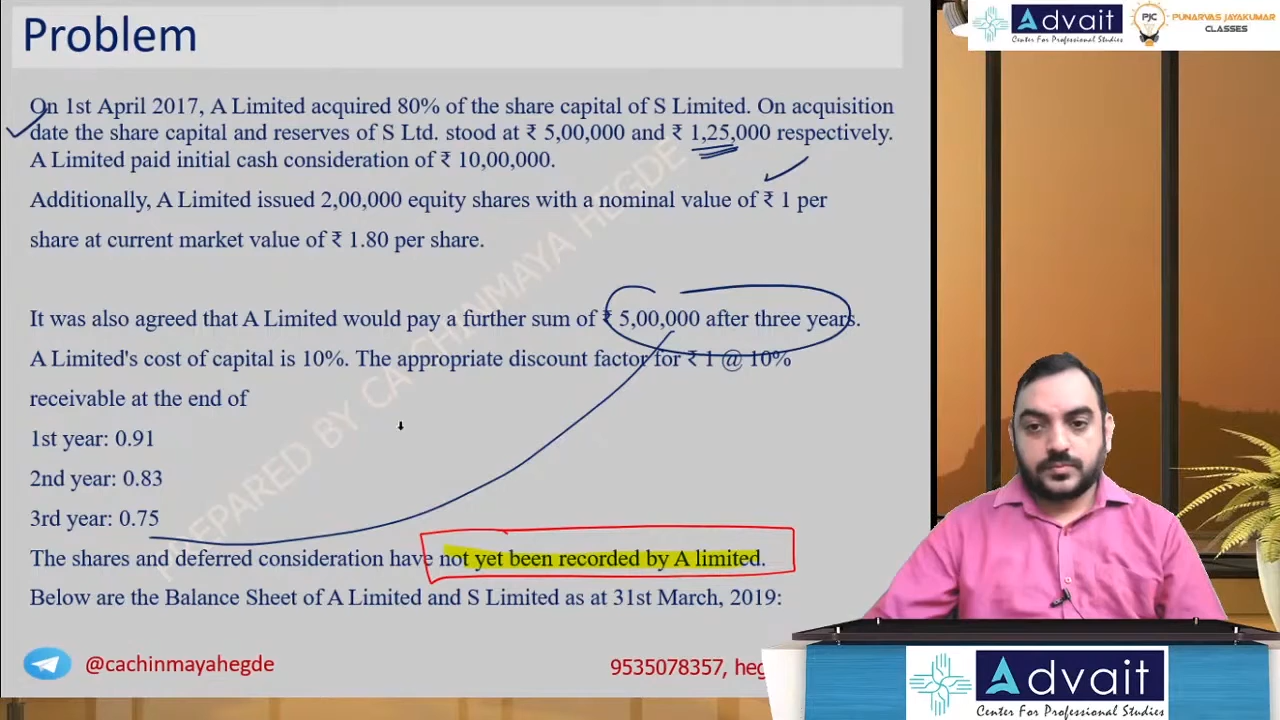 Problem
Advait
Center For Professional Studies
PJC
PUNARVAS JAYAKUMAR
CLASSES
On 1st April 2017, A Limited acquired 80% of the share capital of S Limited. On acquisition
date the share capital and reserves of S Ltd. stood at ₹ 5,00,000 and ₹ 1,25,000 respectively.
A Limited paid initial cash consideration of ₹ 10,00,000.
Additionally, A Limited issued 2,00,000 equity shares with a nominal value of ₹ 1 per
share at current market value of ₹ 1.80 per share.
It was also agreed that A Limited would pay a further sum of ₹ 5,00,000 after three years.
A Limited's cost of capital is 10%. The appropriate discount factor for ₹ 1 @ 10%
receivable at the end of
1st year: 0.91
2nd year: 0.83
3rd year: 0.75
The shares and deferred consideration have not yet been recorded by A limited.
Below are the Balance Sheet of A Limited and S Limited as at 31st March, 2019:
PREPARED BY CA CHINMAYA HEGDE
@cachinmayahegde
9535078357, heg
Advait
Center For Professional Studies